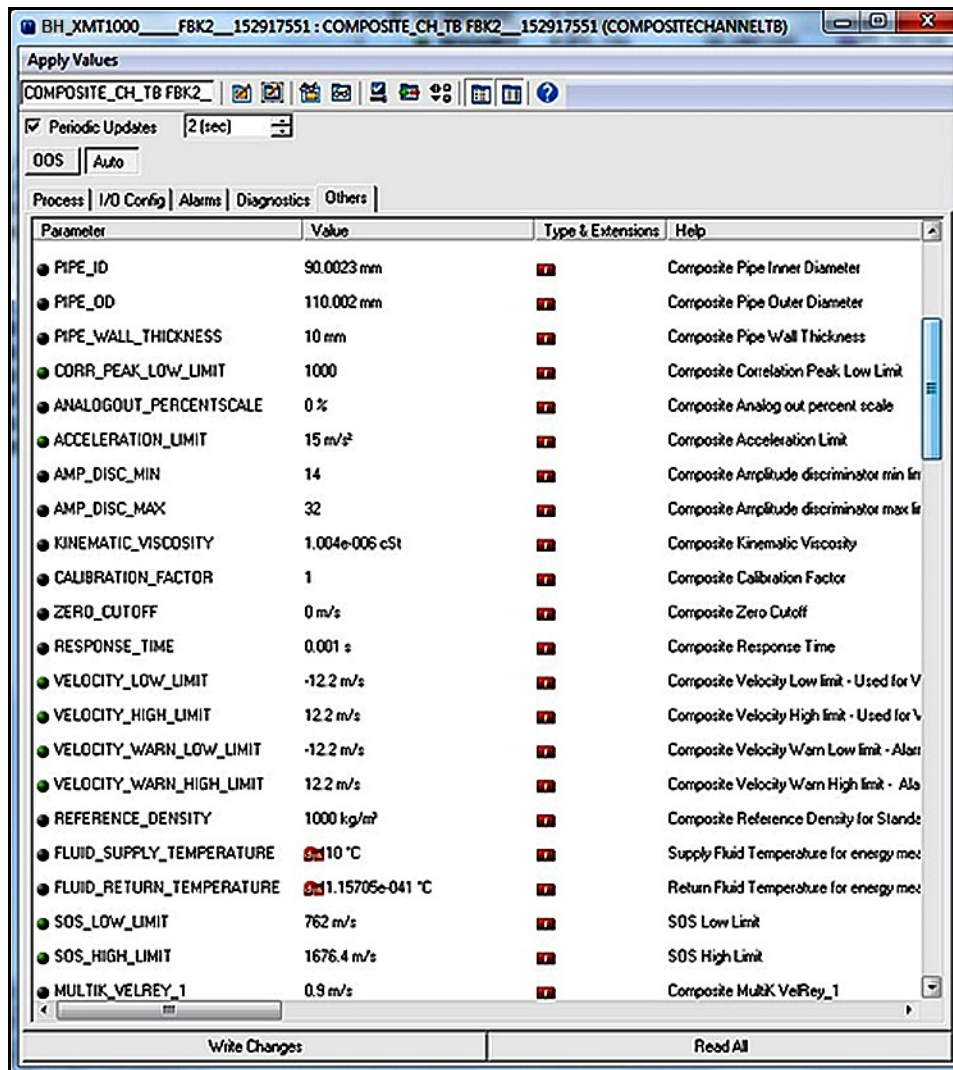 BH_XMT1000_____FBK2__152917551 : COMPOSITE_CH_TB FBK2__152917551 (COMPOSITECHANNELTB)
Apply Values
COMPOSITE_CH_TB FBK2_
Periodic Updates 2 (sec)
OOS Auto
Process I/O Config Alarms Diagnostics Others
Parameter Value Type & Extensions Help
PIPE_ID 90.0023 mm Composite Pipe Inner Diameter
PIPE_OD 110.002 mm Composite Pipe Outer Diameter
PIPE_WALL_THICKNESS 10 mm Composite Pipe Wall Thickness
CORR_PEAK_LOW_LIMIT 1000 Composite Correlation Peak Low Limit
ANALOGOUT_PERCENTSCALE 0 % Composite Analog out percent scale
ACCELERATION_LIMIT 15 m/s² Composite Acceleration Limit
AMP_DISC_MIN 14 Composite Amplitude discriminator min lim
AMP_DISC_MAX 32 Composite Amplitude discriminator max li
KINEMATIC_VISCOSITY 1.004e-006 cSt Composite Kinematic Viscosity
CALIBRATION_FACTOR 1 Composite Calibration Factor
ZERO_CUTOFF 0 m/s Composite Zero Cutoff
RESPONSE_TIME 0.001 s Composite Response Time
VELOCITY_LOW_LIMIT -12.2 m/s Composite Velocity Low limit - Used for V
VELOCITY_HIGH_LIMIT 12.2 m/s Composite Velocity High limit - Used for V
VELOCITY_WARN_LOW_LIMIT -12.2 m/s Composite Velocity Warn Low limit - Alarr
VELOCITY_WARN_HIGH_LIMIT 12.2 m/s Composite Velocity Warn High limit - Ala
REFERENCE_DENSITY 1000 kg/m³ Composite Reference Density for Standa
FLUID_SUPPLY_TEMPERATURE 10 °C Supply Fluid Temperature for energy mea
FLUID_RETURN_TEMPERATURE 1.15705e-041 °C Return Fluid Temperature for energy mea
SOS_LOW_LIMIT 762 m/s SOS Low Limit
SOS_HIGH_LIMIT 1676.4 m/s SOS High Limit
MULTIK_VELREY_1 0.9 m/s Composite MultiK VelRey_1
Write Changes Read All